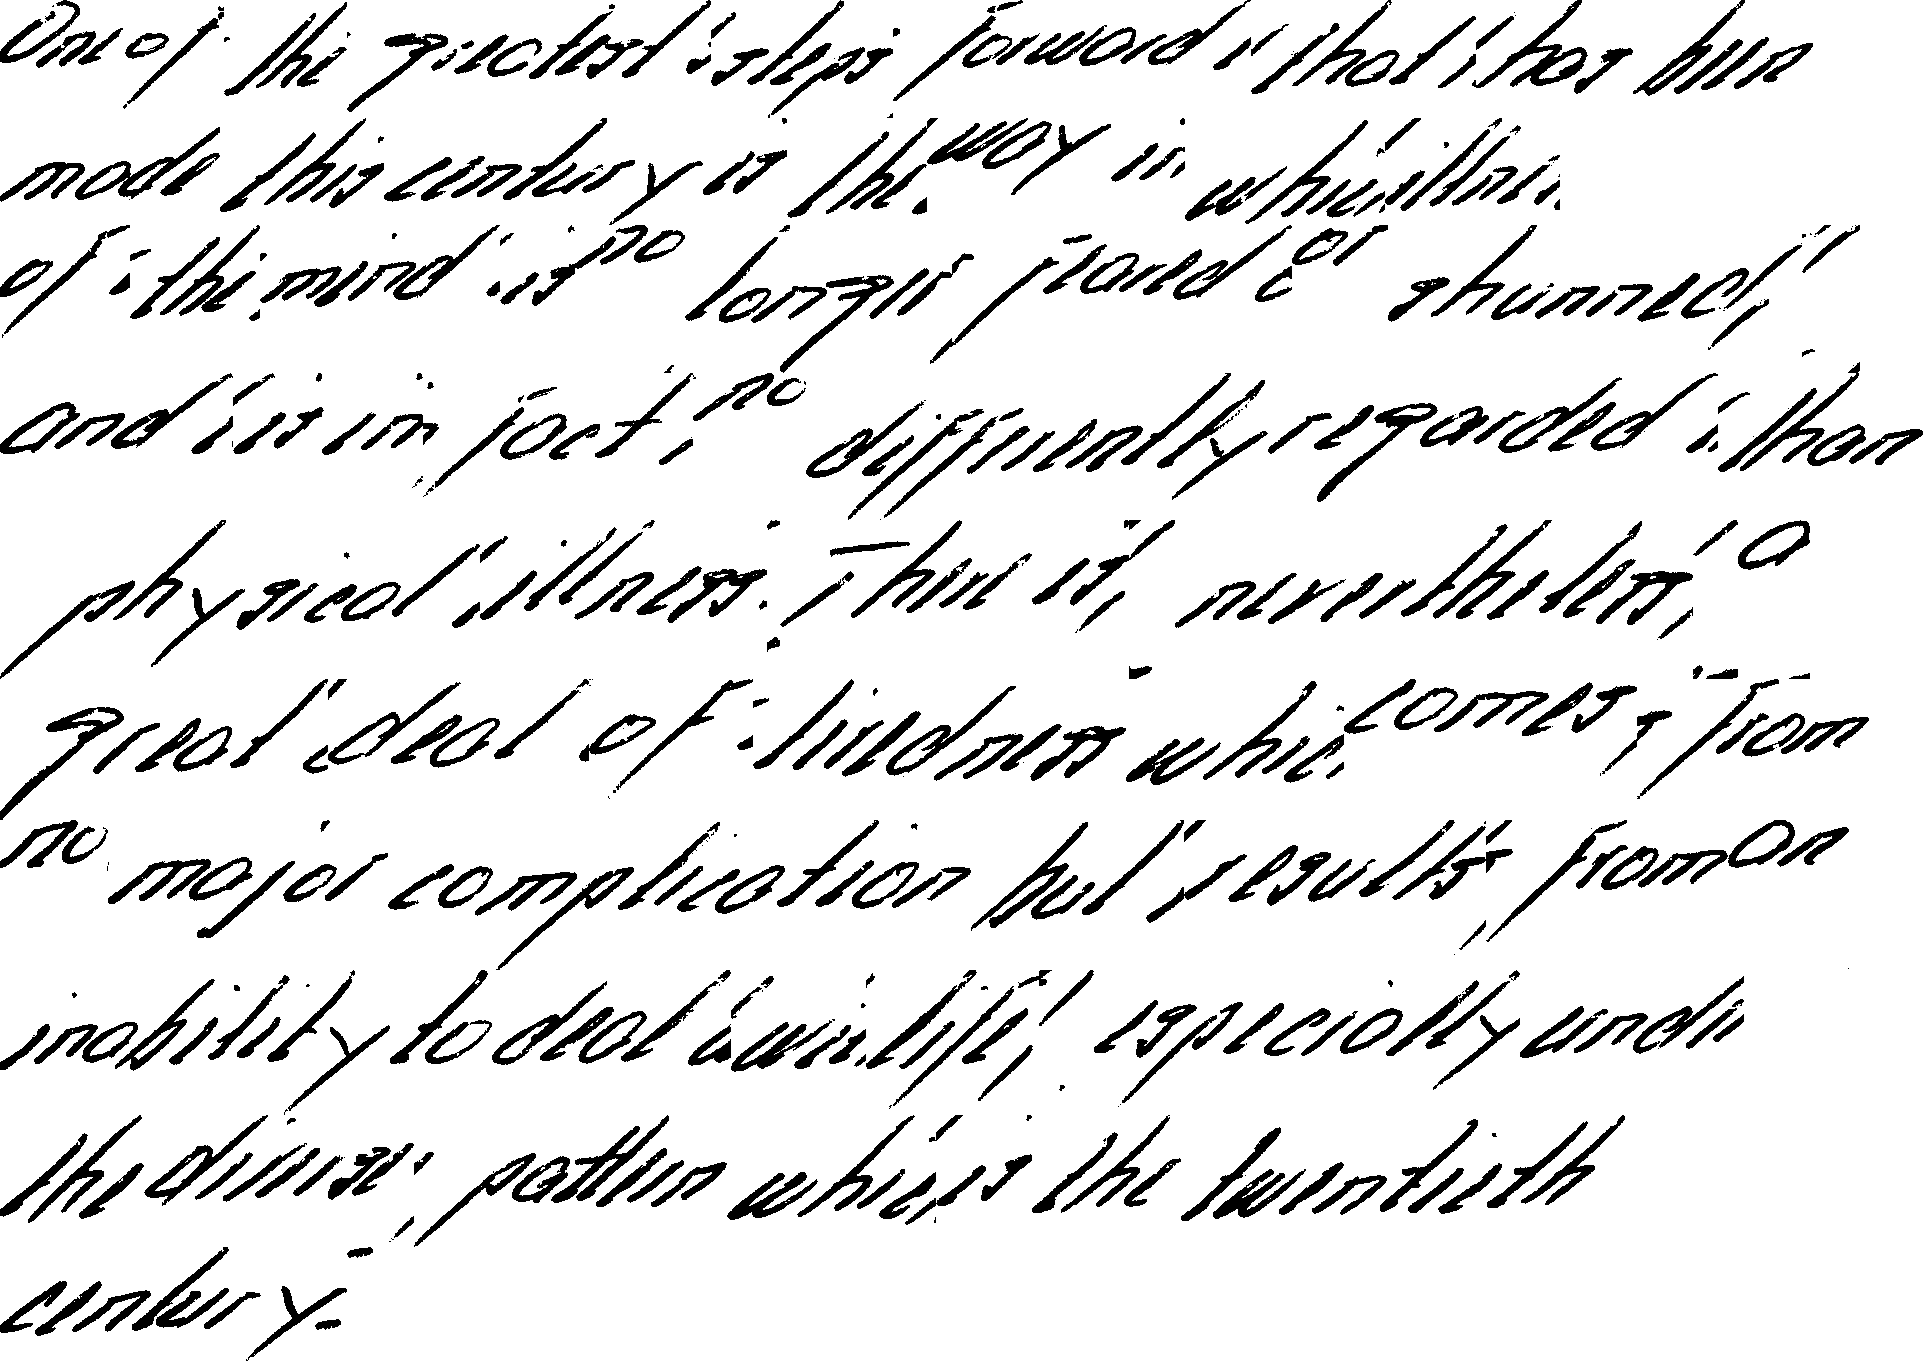 One of the greatest steps forward that has been
made this century is the way in which illness
of the mind is no longer feared or shunned,
and is in fact, no differently regarded than
physical illness. There is, nevertheless, a
great deal of tiredness which comes, from
no major complication but results from an
inability to deal with life, especially under
the diverse pattern which is the twentieth
century.